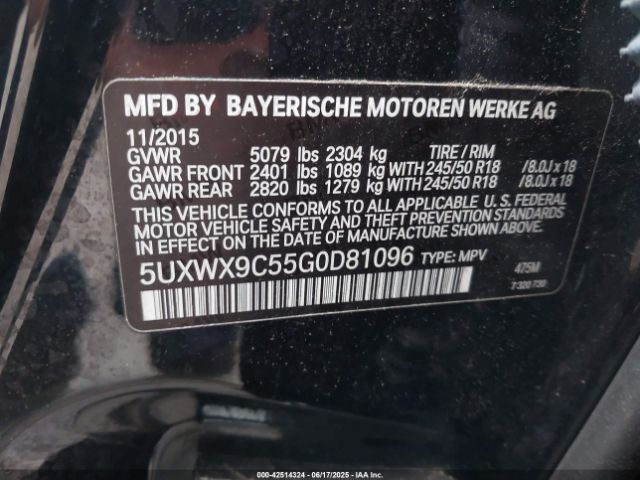 MFD BY BAYERISCHE MOTOREN WERKE AG
11/2015
GVWR 5079 lbs 2304 kg TIRE / RIM
GAWR FRONT 2401 lbs 1089 kg WITH 245/50 R18 /8.0J x 18
GAWR REAR 2820 lbs 1279 kg WITH 245/50 R18 /8.0J x 18
THIS VEHICLE CONFORMS TO ALL APPLICABLE U. S. FEDERAL
MOTOR VEHICLE SAFETY AND THEFT PREVENTION STANDARDS
IN EFFECT ON THE DATE OF MANUFACTURE SHOWN ABOVE.
5UXWX9C55G0D81096 TYPE: MPV 475M
7 320 730
000-42514324 | 06/17/2025 | IAA Inc.